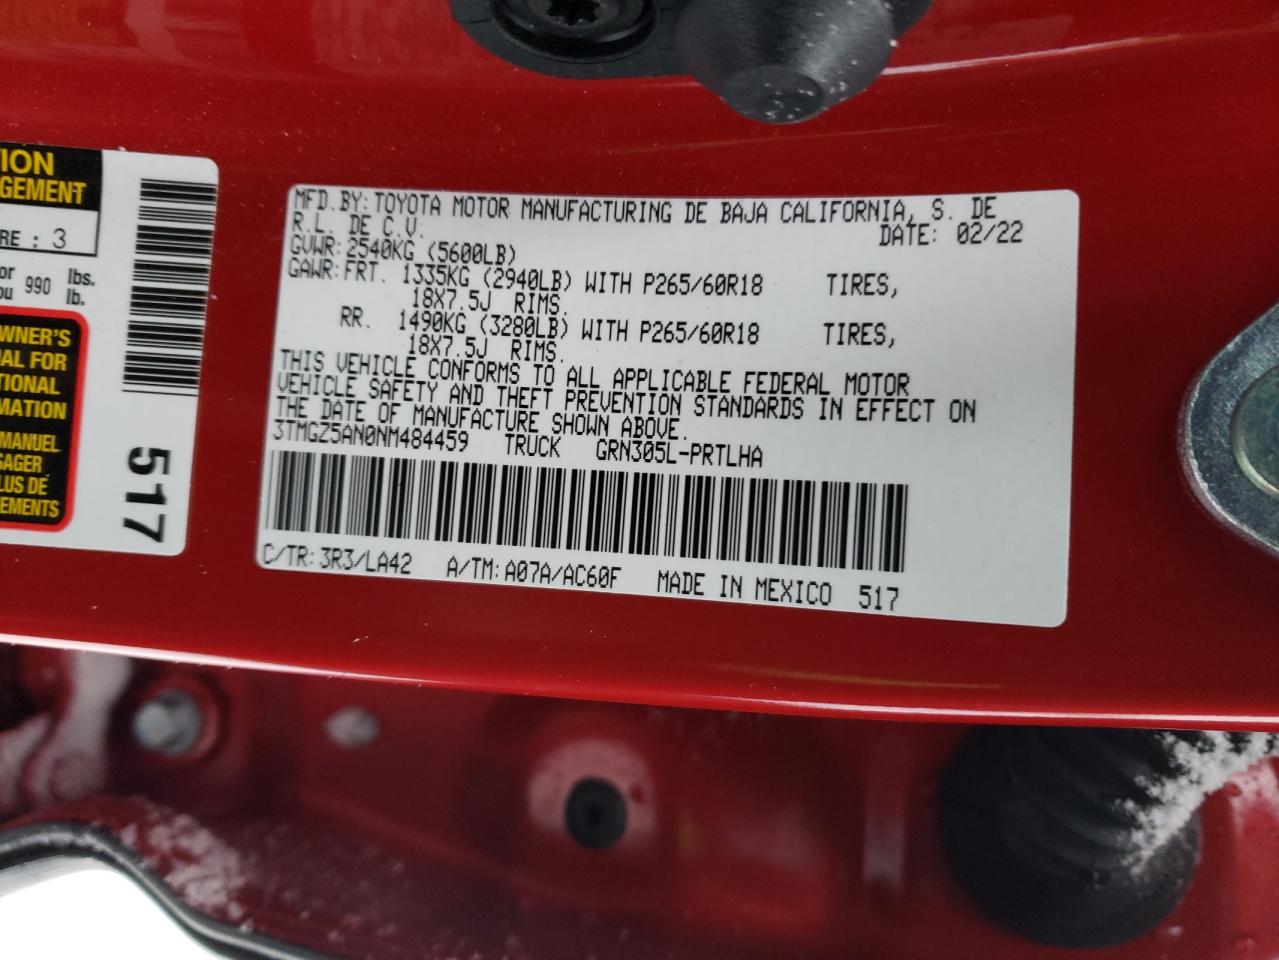 TION
GEMENT
RE : 3
or lbs.
ou 990 lb.
WNER'S
AL FOR
TIONAL
MATION
MANUEL
SAGER
LUS DE
EMENTS
517
MFD. BY: TOYOTA MOTOR MANUFACTURING DE BAJA CALIFORNIA, S. DE
R.L. DE C.V. DATE: 02/22
GVWR: 2540KG (5600LB)
GAWR: FRT. 1335KG (2940LB) WITH P265/60R18 TIRES,
18X7.5J RIMS.
RR. 1490KG (3280LB) WITH P265/60R18 TIRES,
18X7.5J RIMS.
THIS VEHICLE CONFORMS TO ALL APPLICABLE FEDERAL MOTOR
VEHICLE SAFETY AND THEFT PREVENTION STANDARDS IN EFFECT ON
THE DATE OF MANUFACTURE SHOWN ABOVE.
3TMGZ5AN0NM484459 TRUCK GRN305L-PRTLHA
C/TR: 3R3/LA42 A/TM: A07A/AC60F MADE IN MEXICO 517